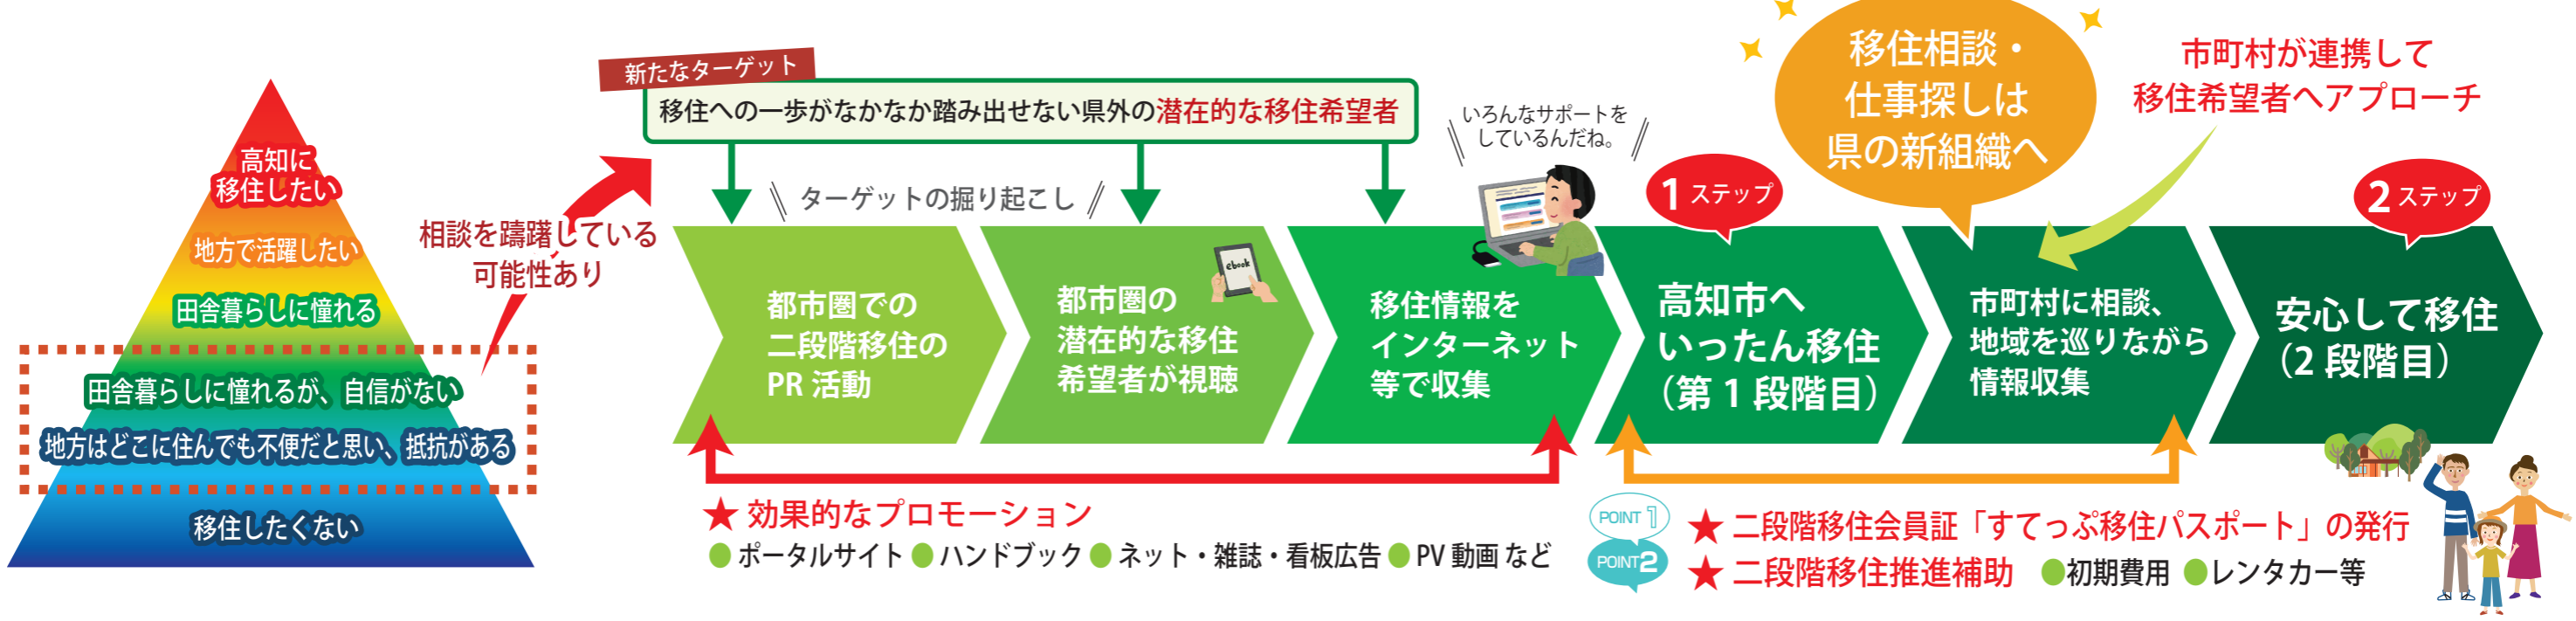 高知に
移住したい
地方で活躍したい
田舎暮らしに憧れる
田舎暮らしに憧れるが、自信がない
地方はどこに住んでも不便だと思い、抵抗がある
移住したくない
相談を躊躇している
可能性あり
新たなターゲット
移住への一歩がなかなか踏み出せない県外の潜在的な移住希望者
ターゲットの掘り起こし
いろんなサポートを
しているんだね。
1 ステップ
移住相談・
仕事探しは
県の新組織へ
市町村が連携して
移住希望者へアプローチ
2 ステップ
都市圏での
二段階移住の
PR 活動
都市圏の
潜在的な移住
希望者が視聴
ebook
移住情報を
インターネット
等で収集
高知市へ
いったん移住
（第 1 段階目）
市町村に相談、
地域を巡りながら
情報収集
安心して移住
（2 段階目）
★ 効果的なプロモーション
● ポータルサイト ● ハンドブック ● ネット・雑誌・看板広告 ● PV 動画 など
POINT 1
★ 二段階移住会員証「すてっぷ移住パスポート」の発行
POINT 2
★ 二段階移住推進補助 ●初期費用 ●レンタカー等